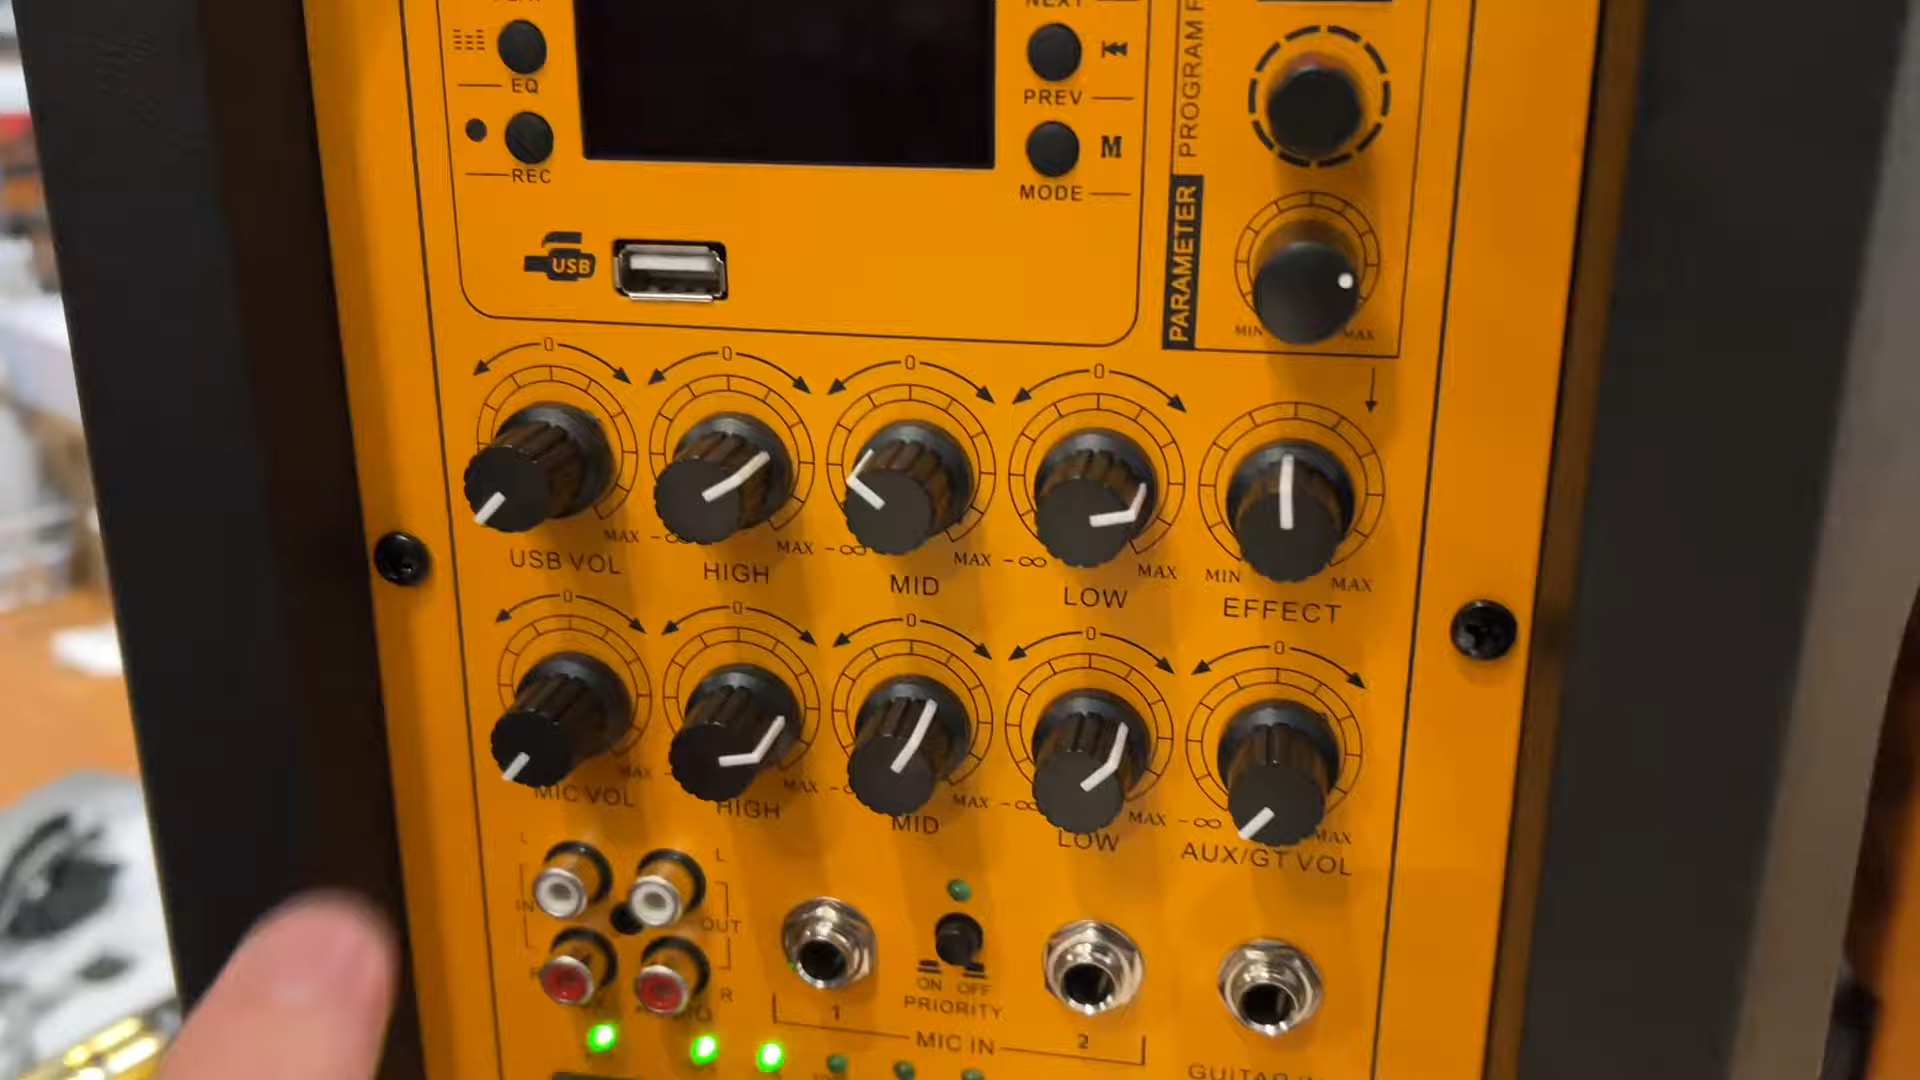 NEXT
EQ
PREV
REC
M
MODE
PROGRAM
USB
PARAMETER
MIN MAX
0 0 0 0
MAX -∞ MAX -∞ MAX -∞ MAX MIN MAX
USB VOL HIGH MID LOW EFFECT
0 0 0 0 0
MAX MAX MAX -∞ MAX -∞ MAX
MIC VOL HIGH MID LOW AUX/GT VOL
L L
IN OUT
R
ON OFF
PRIORITY
1 2
MIC IN
GUITAR